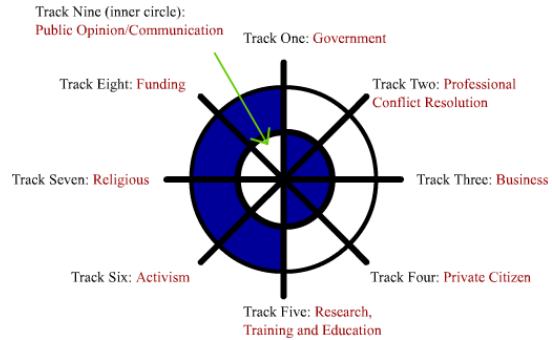 Track Nine (inner circle):
Public Opinion/Communication
Track One: Government
Track Eight: Funding
Track Two: Professional
Conflict Resolution
Track Seven: Religious
Track Three: Business
Track Six: Activism
Track Four: Private Citizen
Track Five: Research,
Training and Education